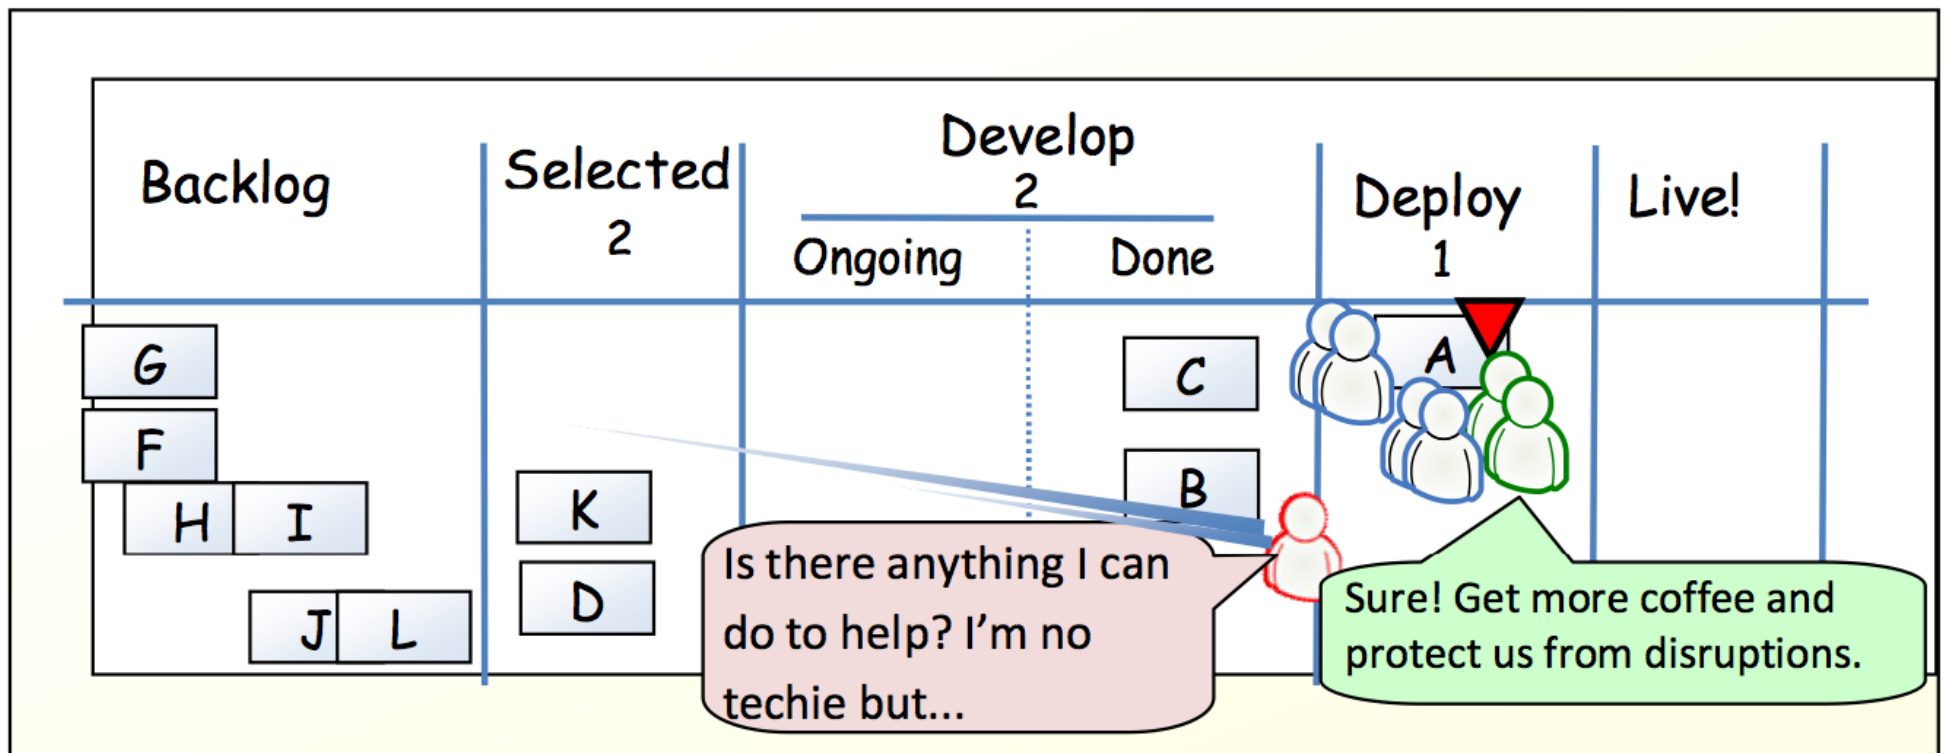 Backlog
Selected
2
Develop
2
Ongoing
Done
Deploy
1
Live!
G
F
H
I
J
L
K
D
C
B
A
Is there anything I can
do to help? I'm no
techie but...
Sure! Get more coffee and
protect us from disruptions.